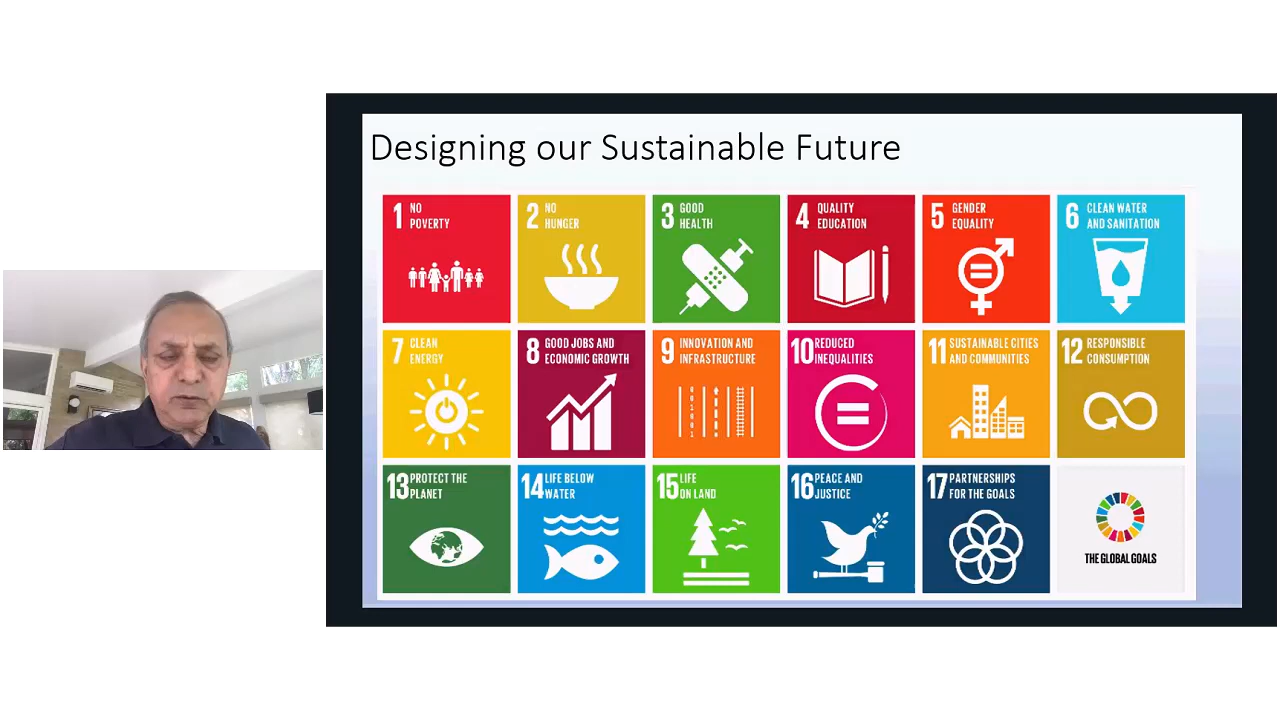 Designing our Sustainable Future
1 NO
POVERTY
2 NO
HUNGER
3 GOOD
HEALTH
4 QUALITY
EDUCATION
5 GENDER
EQUALITY
6 CLEAN WATER
AND SANITATION
7 CLEAN
ENERGY
8 GOOD JOBS AND
ECONOMIC GROWTH
9 INNOVATION AND
INFRASTRUCTURE
10 REDUCED
INEQUALITIES
11 SUSTAINABLE CITIES
AND COMMUNITIES
12 RESPONSIBLE
CONSUMPTION
13 PROTECT THE
PLANET
14 LIFE BELOW
WATER
15 LIFE
ON LAND
16 PEACE AND
JUSTICE
17 PARTNERSHIPS
FOR THE GOALS
THE GLOBAL GOALS